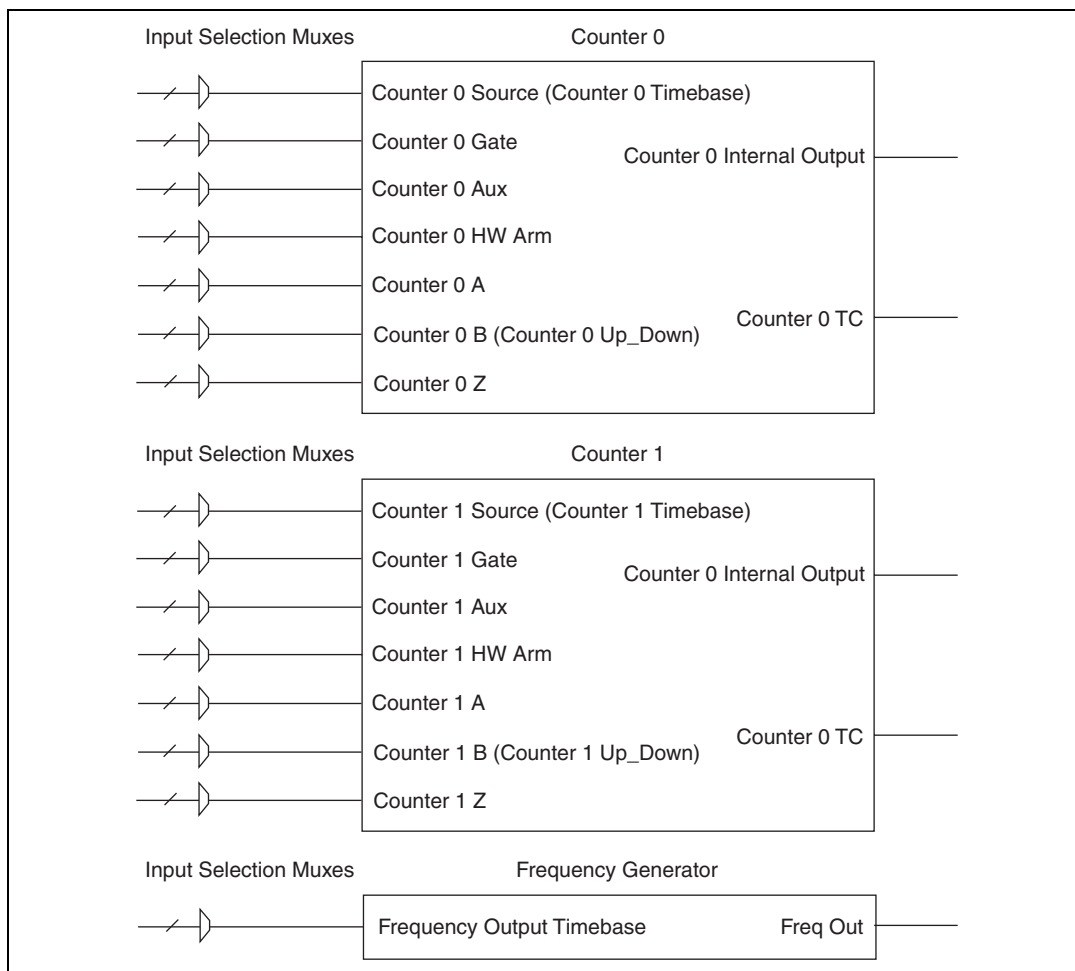 Input Selection Muxes
Counter 0
Counter 0 Source (Counter 0 Timebase)
Counter 0 Gate
Counter 0 Internal Output
Counter 0 Aux
Counter 0 HW Arm
Counter 0 A
Counter 0 TC
Counter 0 B (Counter 0 Up_Down)
Counter 0 Z
Input Selection Muxes
Counter 1
Counter 1 Source (Counter 1 Timebase)
Counter 1 Gate
Counter 0 Internal Output
Counter 1 Aux
Counter 1 HW Arm
Counter 1 A
Counter 0 TC
Counter 1 B (Counter 1 Up_Down)
Counter 1 Z
Input Selection Muxes
Frequency Generator
Frequency Output Timebase
Freq Out